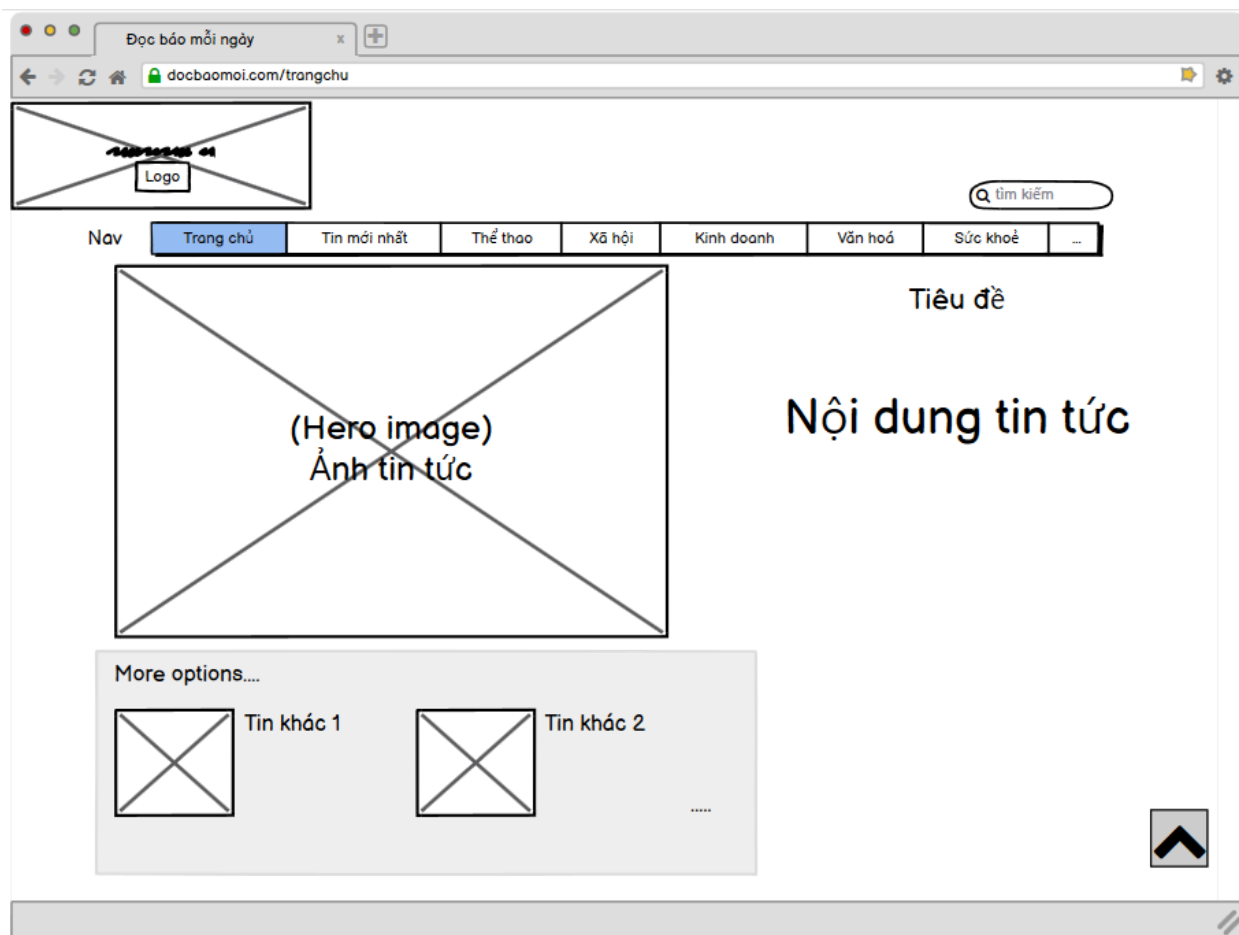 Đọc báo mỗi ngày
docbaomoi.com/trangchu
Logo
tìm kiếm
Nav
Trang chủ
Tin mới nhất
Thể thao
Xã hội
Kinh doanh
Văn hoá
Sức khoẻ
...
Tiêu đề
Nội dung tin tức
(Hero image)
Ảnh tin tức
More options....
Tin khác 1
Tin khác 2
.....